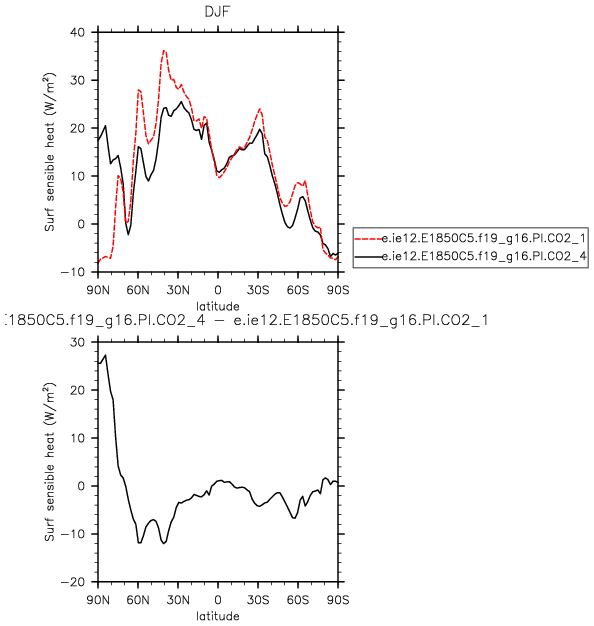 DJF
Surf sensible heat (W/m²)
40
30
20
10
0
−10
90N 60N 30N 0 30S 60S 90S
latitude
e.ie12.E1850C5.f19_g16.PI.CO2_1
e.ie12.E1850C5.f19_g16.PI.CO2_4
:1850C5.f19_g16.PI.CO2_4 − e.ie12.E1850C5.f19_g16.PI.CO2_1
Surf sensible heat (W/m²)
30
20
10
0
−10
−20
90N 60N 30N 0 30S 60S 90S
latitude